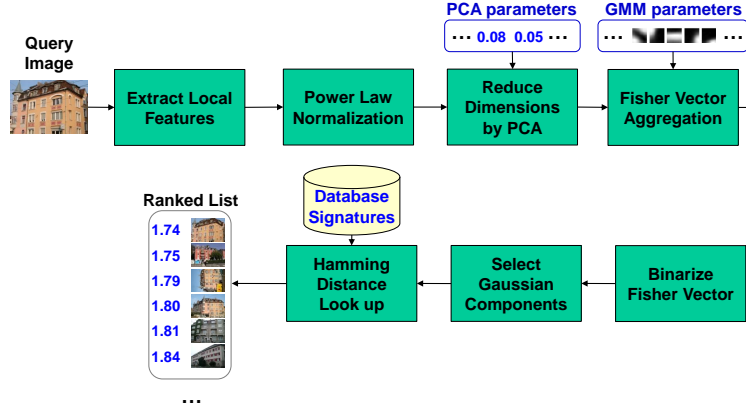 PCA parameters
GMM parameters
··· 0.08 0.05 ···
··· ···
Query
Image
Extract Local
Features
Power Law
Normalization
Reduce
Dimensions
by PCA
Fisher Vector
Aggregation
Ranked List
1.74
1.75
1.79
1.80
1.81
1.84
...
Database
Signatures
Hamming
Distance
Look up
Select
Gaussian
Components
Binarize
Fisher Vector